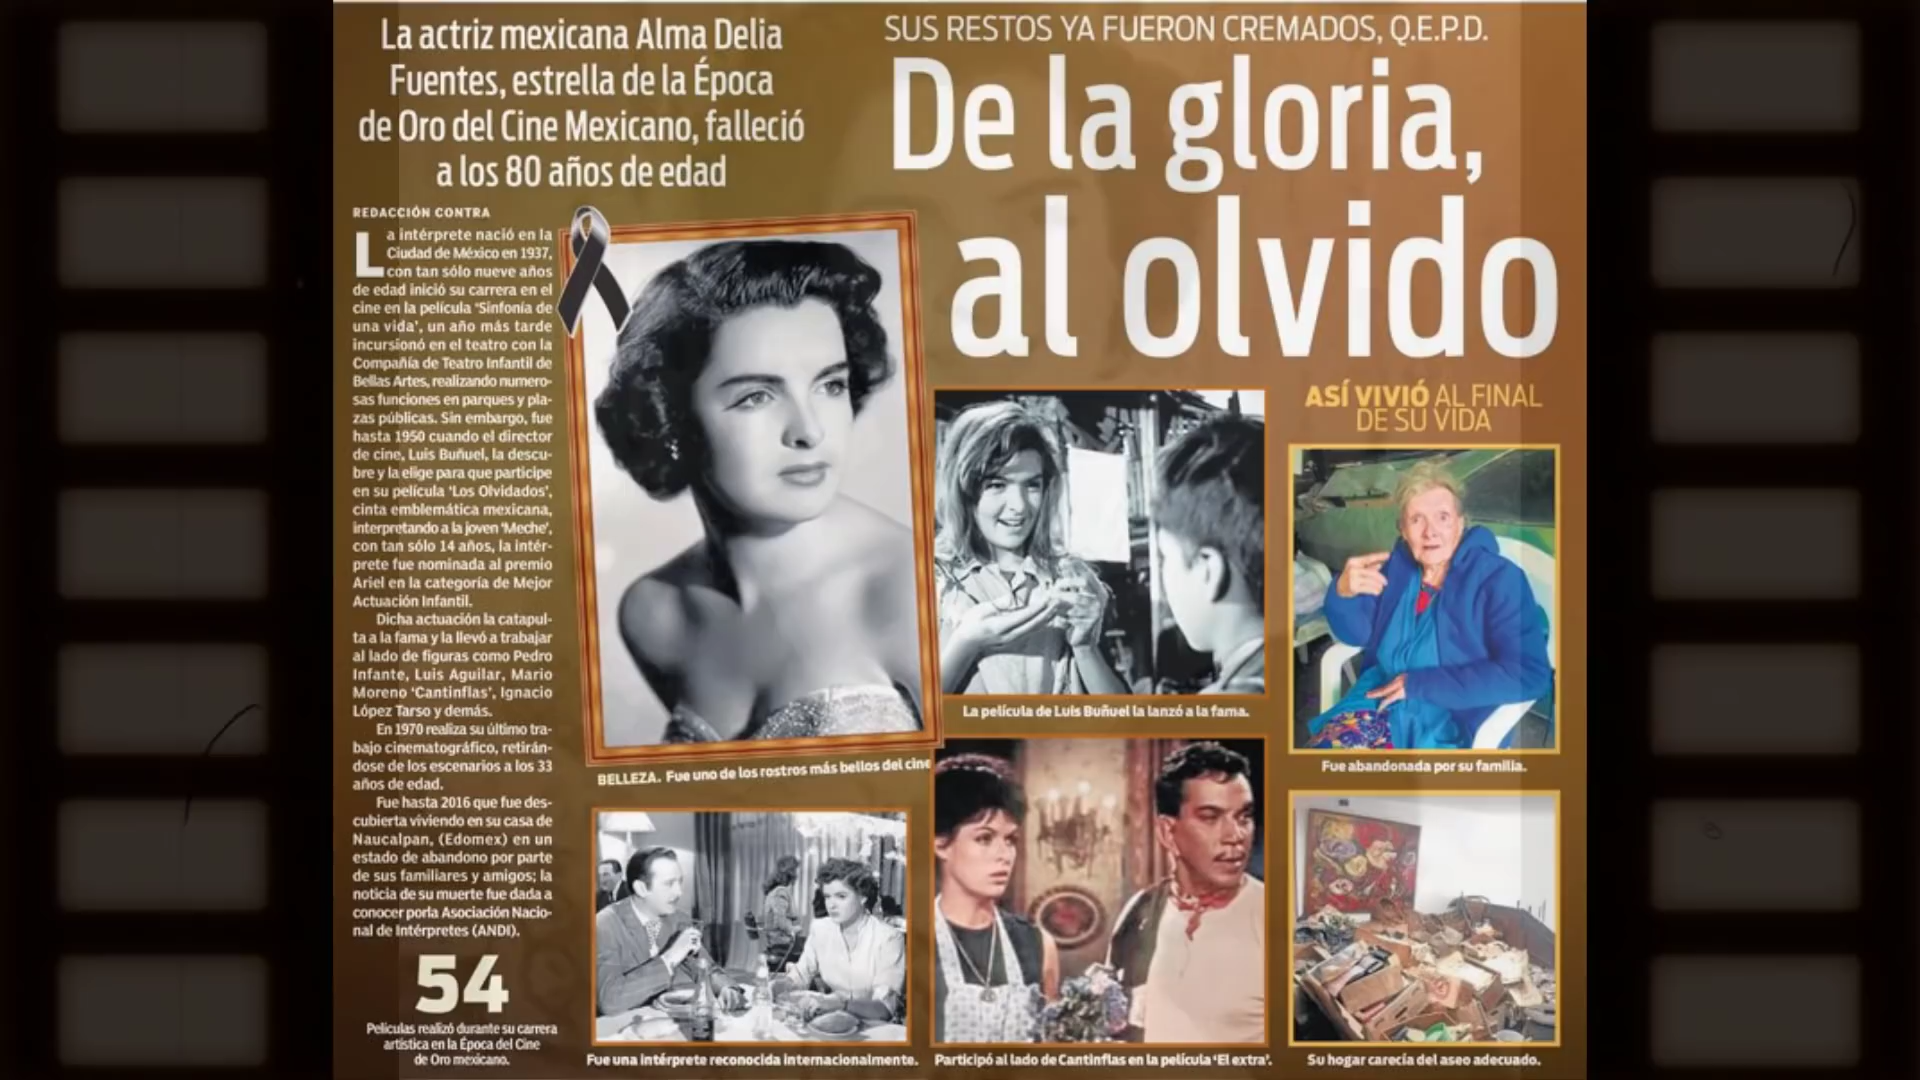 La actriz mexicana Alma Delia
Fuentes, estrella de la Época
de Oro del Cine Mexicano, falleció
a los 80 años de edad
SUS RESTOS YA FUERON CREMADOS, Q.E.P.D.
De la gloria,
al olvido
REDACCIÓN CONTRA
La intérprete nació en la
Ciudad de México en 1937,
con tan sólo nueve años
de edad inició su carrera en el
cine en la película ‘Sinfonía de
una vida’, un año más tarde
incursionó en el teatro con la
Compañía de Teatro Infantil de
Bellas Artes, realizando numero-
sas funciones en parques y pla-
zas públicas. Sin embargo, fue
hasta 1950 cuando el director
de cine, Luis Buñuel, la descu-
bre y la elige para que participe
en su película ‘Los Olvidados’,
cinta emblemática mexicana,
interpretando a la joven ‘Meche’,
con tan sólo 14 años, la intér-
prete fue nominada al premio
Ariel en la categoría de Mejor
Actuación Infantil.
Dicha actuación la catapul-
ta a la fama y la llevó a trabajar
al lado de figuras como Pedro
Infante, Luis Aguilar, Mario
Moreno ‘Cantinflas’, Ignacio
López Tarso y demás.
En 1970 realiza su último tra-
bajo cinematográfico, retirán-
dose de los escenarios a los 33
años de edad.
Fue hasta 2016 que fue des-
cubierta viviendo en su casa de
Naucalpan, (Edomex) en un
estado de abandono por parte
de sus familiares y amigos; la
noticia de su muerte fue dada a
conocer porla Asociación Nacio-
nal de Intérpretes (ANDI).
54
Películas realizó durante su carrera
artística en la Época del Cine
de Oro mexicano.
BELLEZA. Fue uno de los rostros más bellos del cine
Fue una intérprete reconocida internacionalmente.
La película de Luis Buñuel la lanzó a la fama.
Participó al lado de Cantinflas en la película ‘El extra’.
ASÍ VIVIÓ AL FINAL
DE SU VIDA
Fue abandonada por su familia.
Su hogar carecía del aseo adecuado.